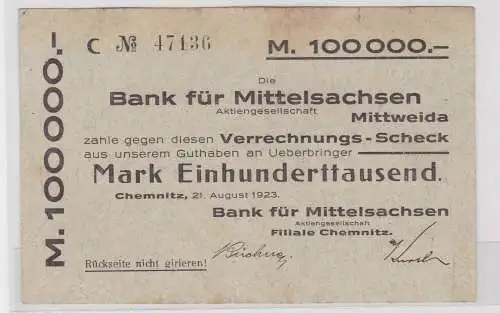 C № 47136 M. 100000.—
M. 100000.-
Die
Bank für Mittelsachsen
Aktiengesellschaft
Mittweida
zahle gegen diesen Verrechnungs-Scheck
aus unserem Guthaben an Ueberbringer
Mark Einhunderttausend.
Chemnitz, 21. August 1923.
Bank für Mittelsachsen
Aktiengesellschaft
Filiale Chemnitz.
Rückseite nicht girieren!